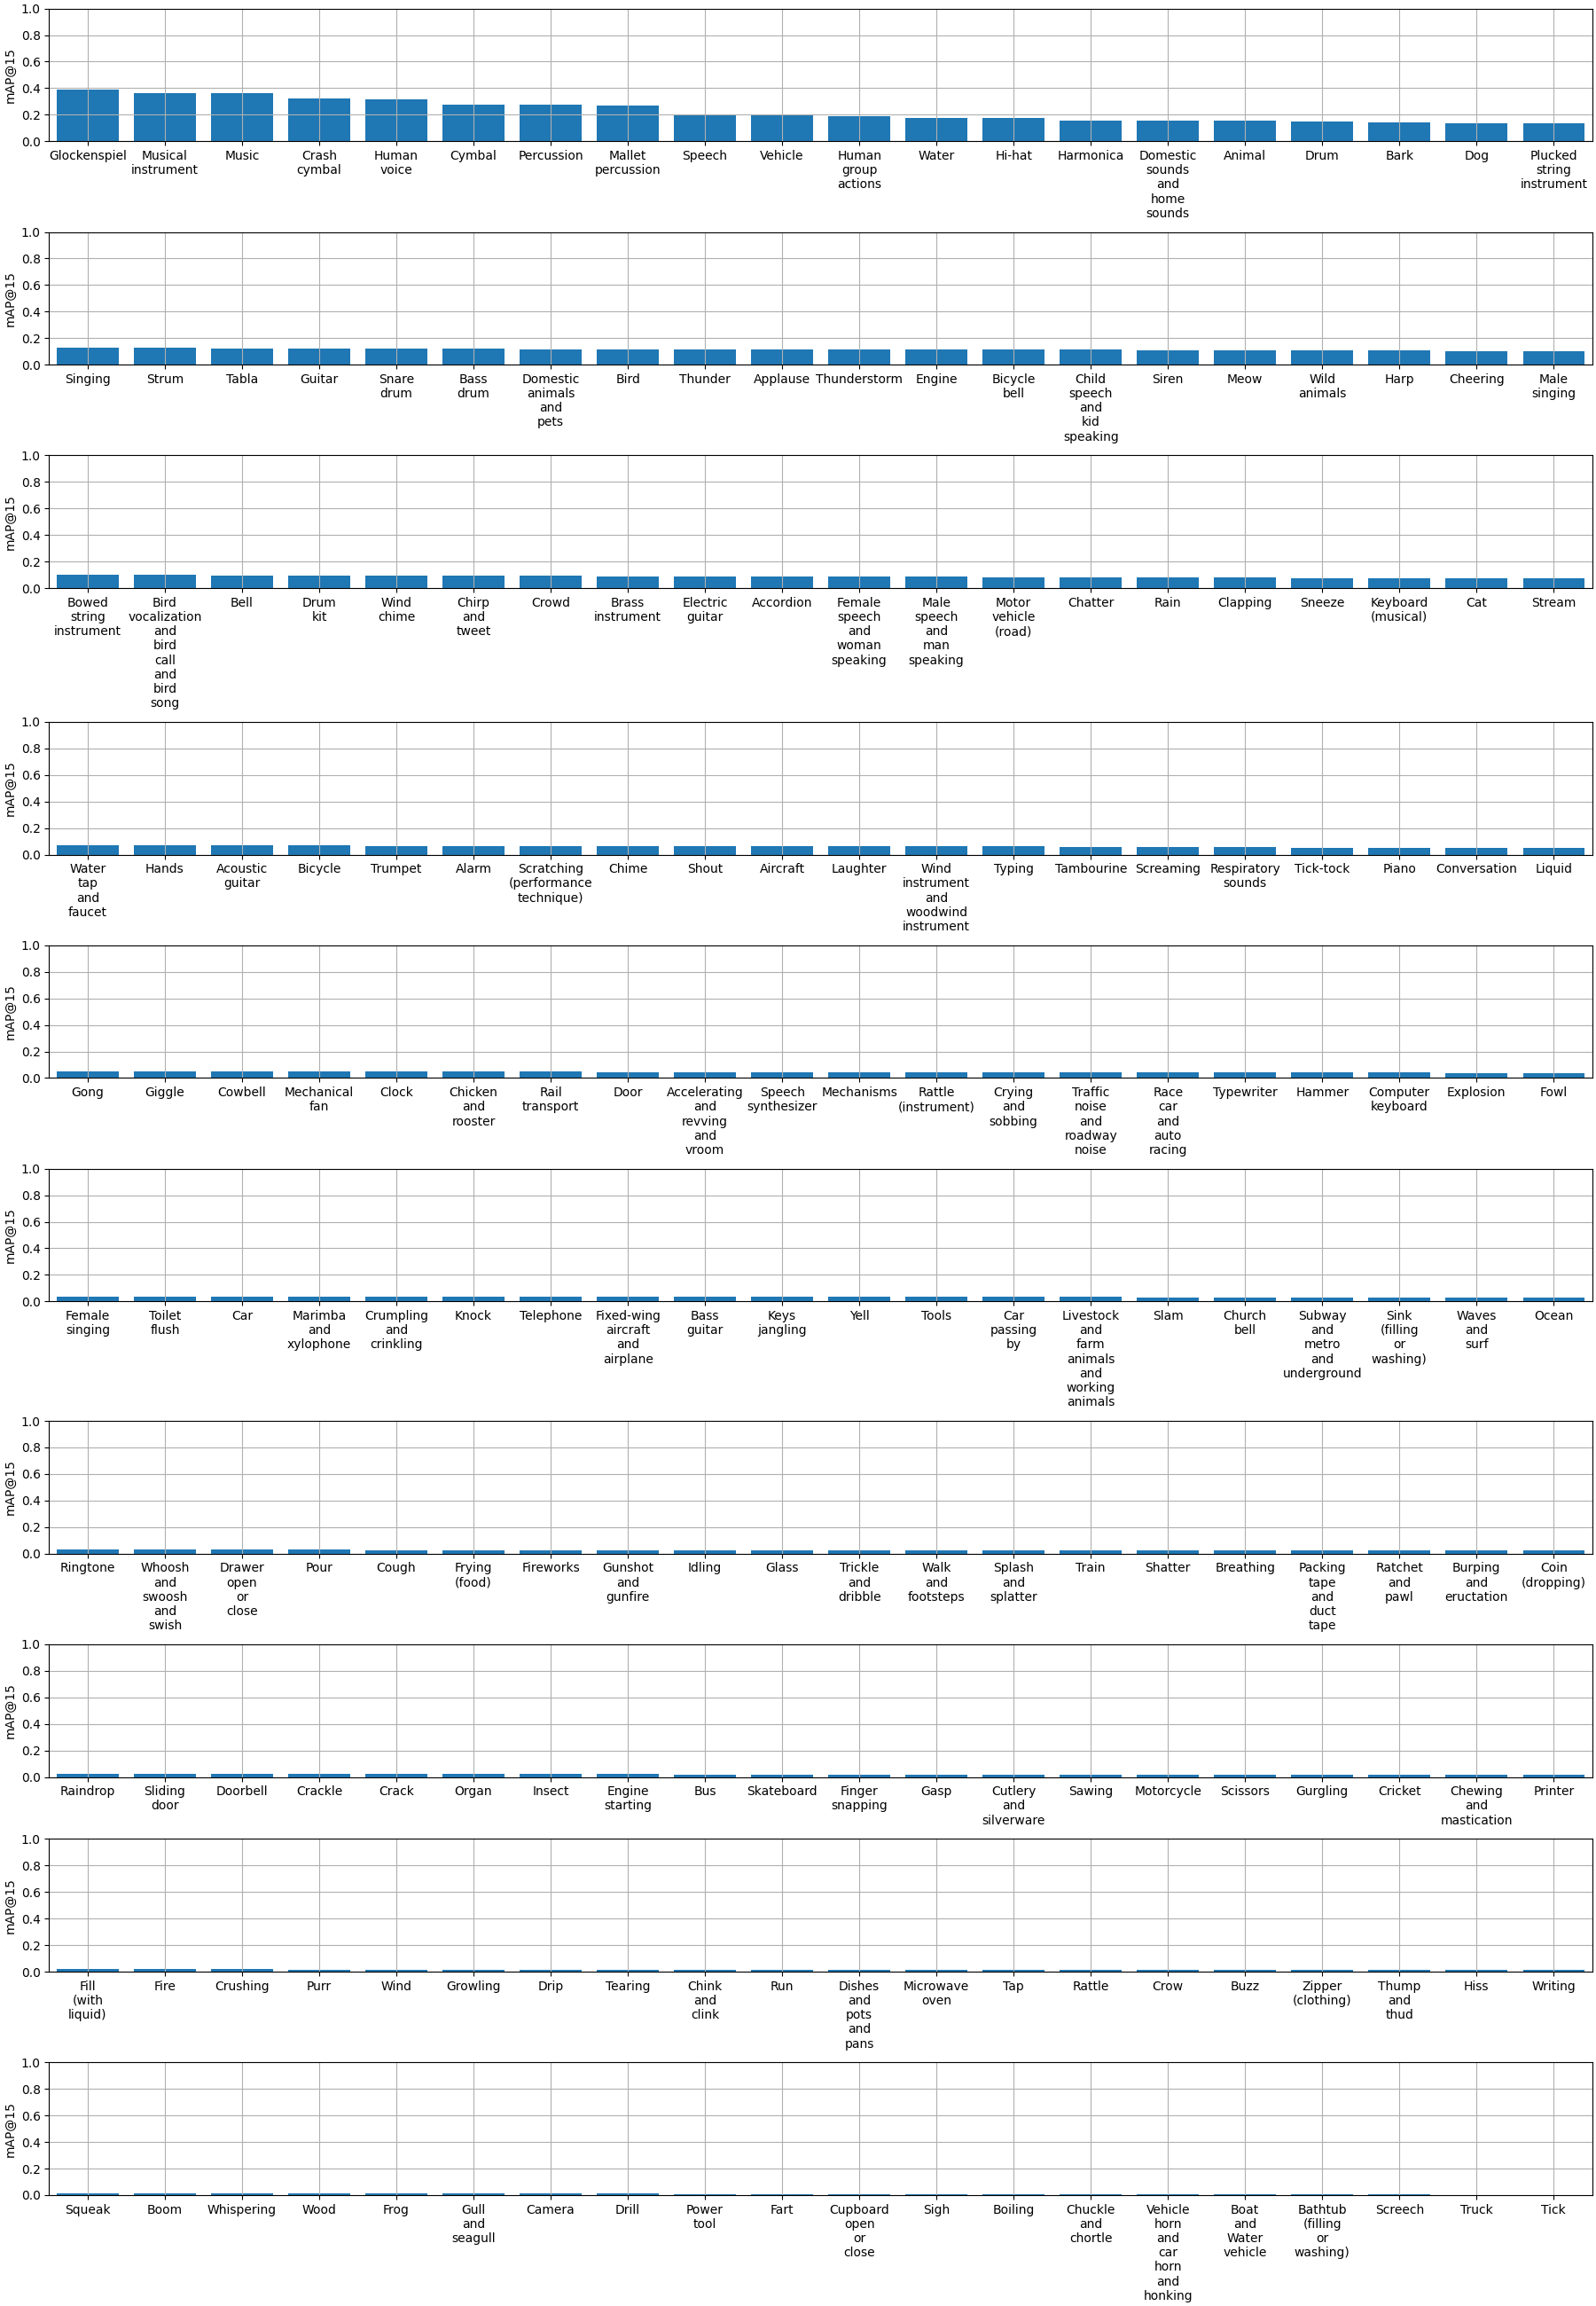 1.0
0.8
0.6
0.4
0.2
0.0
mAP@15
Glockenspiel
Musical
instrument
Music
Crash
cymbal
Human
voice
Cymbal
Percussion
Mallet
percussion
Speech
Vehicle
Human
group
actions
Water
Hi-hat
Harmonica
Domestic
sounds
and
home
sounds
Animal
Drum
Bark
Dog
Plucked
string
instrument
1.0
0.8
0.6
0.4
0.2
0.0
mAP@15
Singing
Strum
Tabla
Guitar
Snare
drum
Bass
drum
Domestic
animals
and
pets
Bird
Thunder
Applause
Thunderstorm
Engine
Bicycle
bell
Child
speech
and
kid
speaking
Siren
Meow
Wild
animals
Harp
Cheering
Male
singing
1.0
0.8
0.6
0.4
0.2
0.0
mAP@15
Bowed
string
instrument
Bird
vocalization
and
bird
call
and
bird
song
Bell
Drum
kit
Wind
chime
Chirp
and
tweet
Crowd
Brass
instrument
Electric
guitar
Accordion
Female
speech
and
woman
speaking
Male
speech
and
man
speaking
Motor
vehicle
(road)
Chatter
Rain
Clapping
Sneeze
Keyboard
(musical)
Cat
Stream
1.0
0.8
0.6
0.4
0.2
0.0
mAP@15
Water
tap
and
faucet
Hands
Acoustic
guitar
Bicycle
Trumpet
Alarm
Scratching
(performance
technique)
Chime
Shout
Aircraft
Laughter
Wind
instrument
and
woodwind
instrument
Typing
Tambourine
Screaming
Respiratory
sounds
Tick-tock
Piano
Conversation
Liquid
1.0
0.8
0.6
0.4
0.2
0.0
mAP@15
Gong
Giggle
Cowbell
Mechanical
fan
Clock
Chicken
and
rooster
Rail
transport
Door
Accelerating
and
revving
and
vroom
Speech
synthesizer
Mechanisms
Rattle
(instrument)
Crying
and
sobbing
Traffic
noise
and
roadway
noise
Race
car
and
auto
racing
Typewriter
Hammer
Computer
keyboard
Explosion
Fowl
1.0
0.8
0.6
0.4
0.2
0.0
mAP@15
Female
singing
Toilet
flush
Car
Marimba
and
xylophone
Crumpling
and
crinkling
Knock
Telephone
Fixed-wing
aircraft
and
airplane
Bass
guitar
Keys
jangling
Yell
Tools
Car
passing
by
Livestock
and
farm
animals
and
working
animals
Slam
Church
bell
Subway
and
metro
and
underground
Sink
(filling
or
washing)
Waves
and
surf
Ocean
1.0
0.8
0.6
0.4
0.2
0.0
mAP@15
Ringtone
Whoosh
and
swoosh
and
swish
Drawer
open
or
close
Pour
Cough
Frying
(food)
Fireworks
Gunshot
and
gunfire
Idling
Glass
Trickle
and
dribble
Walk
and
footsteps
Splash
and
splatter
Train
Shatter
Breathing
Packing
tape
and
duct
tape
Ratchet
and
pawl
Burping
and
eructation
Coin
(dropping)
1.0
0.8
0.6
0.4
0.2
0.0
mAP@15
Raindrop
Sliding
door
Doorbell
Crackle
Crack
Organ
Insect
Engine
starting
Bus
Skateboard
Finger
snapping
Gasp
Cutlery
and
silverware
Sawing
Motorcycle
Scissors
Gurgling
Cricket
Chewing
and
mastication
Printer
1.0
0.8
0.6
0.4
0.2
0.0
mAP@15
Fill
(with
liquid)
Fire
Crushing
Purr
Wind
Growling
Drip
Tearing
Chink
and
clink
Run
Dishes
and
pots
and
pans
Microwave
oven
Tap
Rattle
Crow
Buzz
Zipper
(clothing)
Thump
and
thud
Hiss
Writing
1.0
0.8
0.6
0.4
0.2
0.0
mAP@15
Squeak
Boom
Whispering
Wood
Frog
Gull
and
seagull
Camera
Drill
Power
tool
Fart
Cupboard
open
or
close
Sigh
Boiling
Chuckle
and
chortle
Vehicle
horn
and
car
horn
and
honking
Boat
and
Water
vehicle
Bathtub
(filling
or
washing)
Screech
Truck
Tick